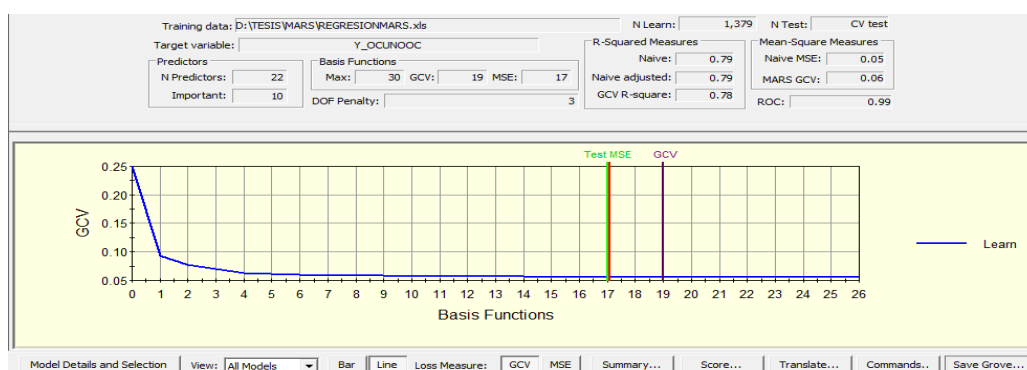 Training data: D:\TESIS\MARS\REGRESIONMARS.xls N Learn: 1,379 N Test: CV test
Target variable: Y_OCUNOOC R-Squared Measures Mean-Square Measures
Predictors Basis Functions Naive: 0.79 Naive MSE: 0.05
N Predictors: 22 Max: 30 GCV: 19 MSE: 17 Naive adjusted: 0.79 MARS GCV: 0.06
Important: 10 DOF Penalty: 3 GCV R-square: 0.78 ROC: 0.99
Test MSE GCV
0.25
0.20
0.15
0.10
0.05
GCV
Learn
0 1 2 3 4 5 6 7 8 9 10 11 12 13 14 15 16 17 18 19 20 21 22 23 24 25 26
Basis Functions
Model Details and Selection View: All Models Bar Line Loss Measure: GCV MSE Summary... Score... Translate... Commands.. Save Grove...